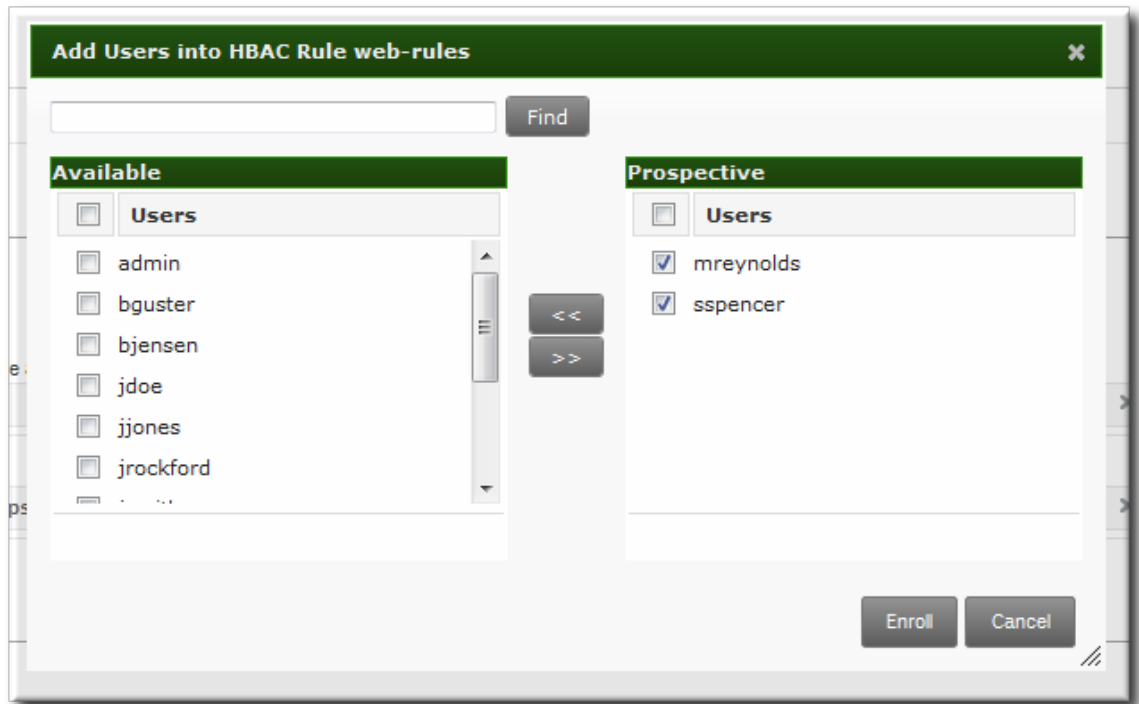 Add Users into HBAC Rule web-rules
Find
Available
Users
admin
bguster
bjensen
jdoe
jjones
jrockford
<<
>>
Prospective
Users
mreynolds
sspencer
Enroll
Cancel